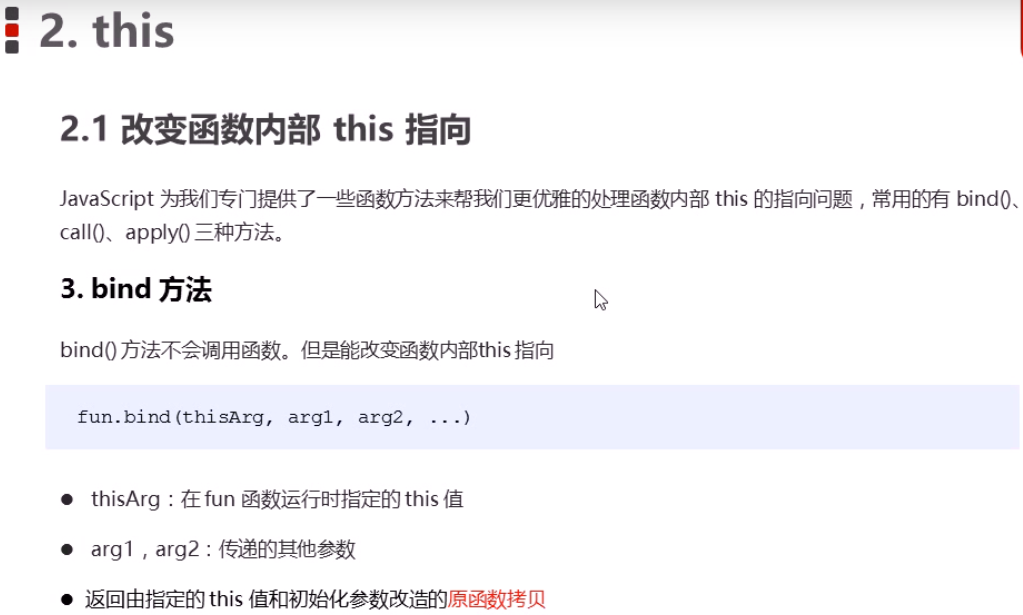 2. this
2.1 改变函数内部 this 指向
JavaScript 为我们专门提供了一些函数方法来帮我们更优雅的处理函数内部 this 的指向问题，常用的有 bind()、
call()、apply() 三种方法。
3. bind 方法
bind() 方法不会调用函数。但是能改变函数内部this 指向
fun.bind(thisArg, arg1, arg2, ...)
● thisArg：在 fun 函数运行时指定的 this 值
● arg1，arg2：传递的其他参数
● 返回由指定的 this 值和初始化参数改造的原函数拷贝